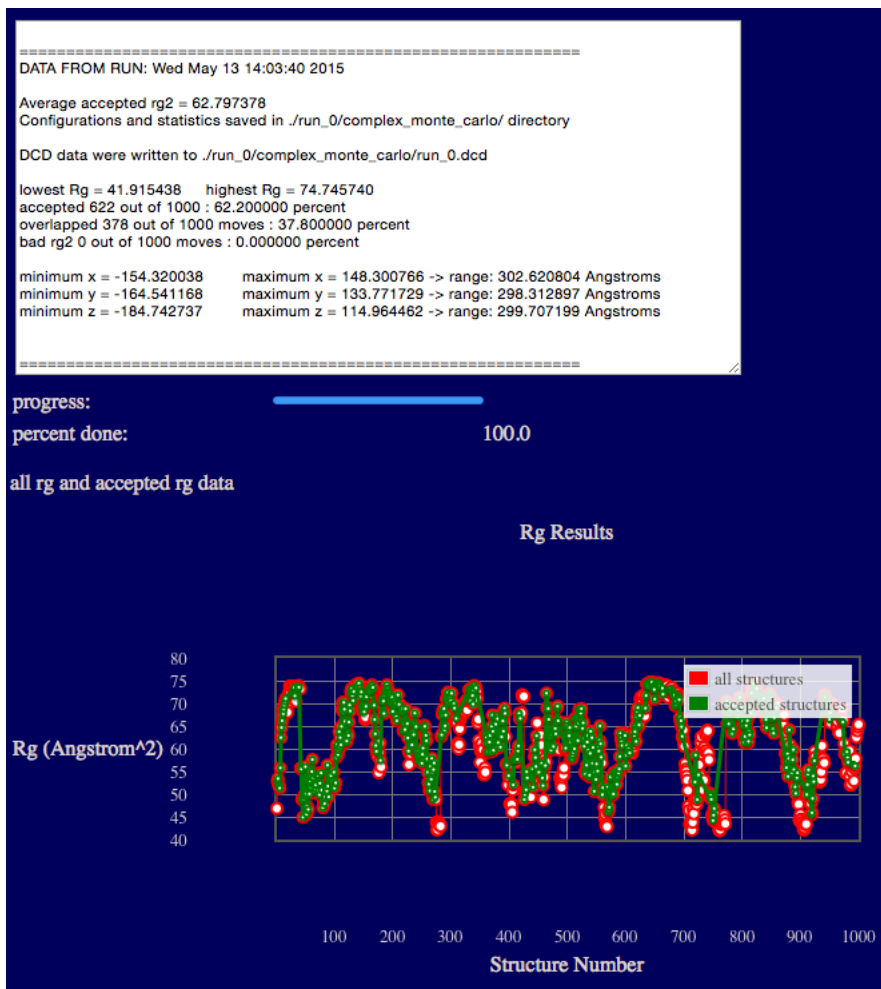 ==========================================================
DATA FROM RUN: Wed May 13 14:03:40 2015
Average accepted rg2 = 62.797378
Configurations and statistics saved in ./run_0/complex_monte_carlo/ directory
DCD data were written to ./run_0/complex_monte_carlo/run_0.dcd
lowest Rg = 41.915438 highest Rg = 74.745740
accepted 622 out of 1000 : 62.200000 percent
overlapped 378 out of 1000 moves : 37.800000 percent
bad rg2 0 out of 1000 moves : 0.000000 percent
minimum x = -154.320038 maximum x = 148.300766 -> range: 302.620804 Angstroms
minimum y = -164.541168 maximum y = 133.771729 -> range: 298.312897 Angstroms
minimum z = -184.742737 maximum z = 114.964462 -> range: 299.707199 Angstroms
==========================================================
progress:
percent done: 100.0
all rg and accepted rg data
Rg Results
80
75
70
65
60
55
50
45
40
Rg (Angstrom^2)
all structures
accepted structures
100 200 300 400 500 600 700 800 900 1000
Structure Number